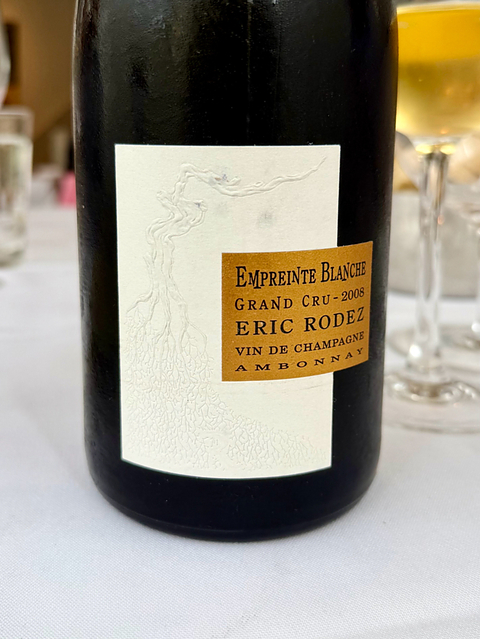 EMPREINTE BLANCHE
GRAND CRU - 2008
ERIC RODEZ
VIN DE CHAMPAGNE
AMBONNAY